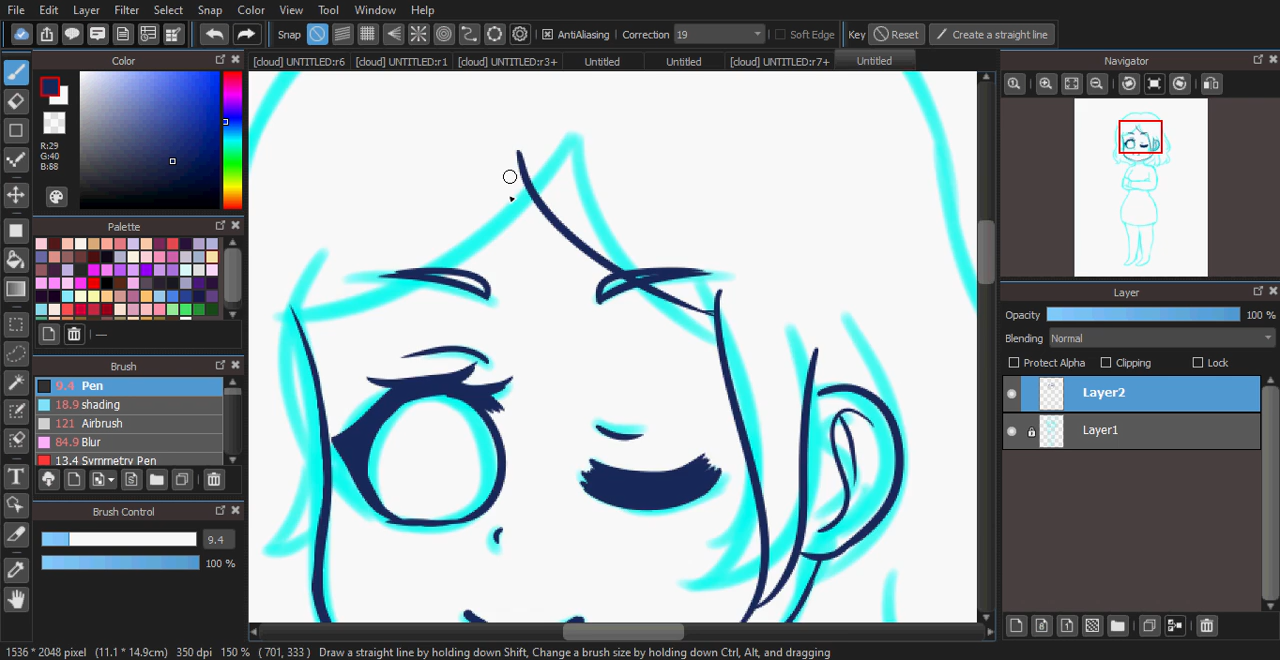 File Edit Layer Filter Select Snap Color View Tool Window Help
Snap AntiAliasing Correction 19 Soft Edge Key Reset Create a straight line
Color
[cloud] UNTITLED:r6 [cloud] UNTITLED:r1 [cloud] UNTITLED:r3+ Untitled Untitled [cloud] UNTITLED:r7+ Untitled
Navigator
R:29
G:40
B:88
Palette
—
Brush
9.4 Pen
18.9 shading
121 Airbrush
84.9 Blur
13.4 Symmetry Pen
Brush Control
9.4
100 %
Layer
Opacity 100 %
Blending Normal
Protect Alpha Clipping Lock
Layer2
Layer1
1536 * 2048 pixel (11.1 * 14.9cm) 350 dpi 150 % ( 701, 333 ) Draw a straight line by holding down Shift, Change a brush size by holding down Ctrl, Alt, and dragging